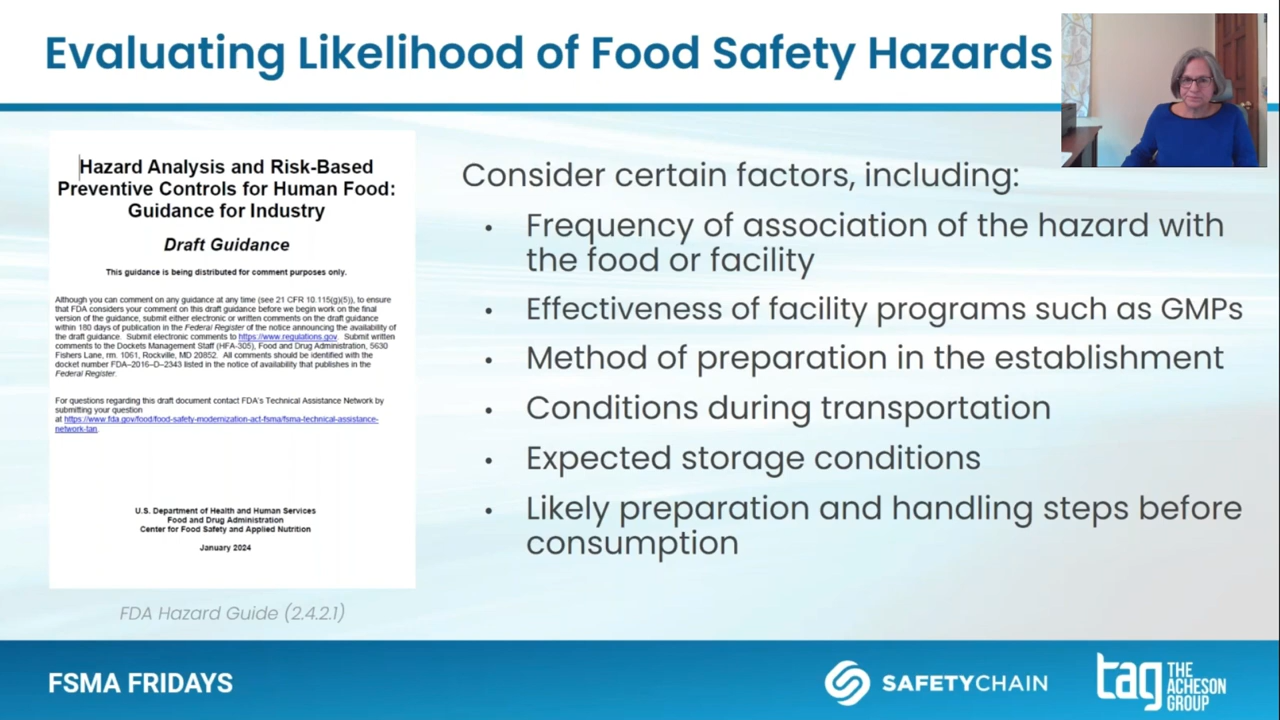 Evaluating Likelihood of Food Safety Hazards
Hazard Analysis and Risk-Based
Preventive Controls for Human Food:
Guidance for Industry
Draft Guidance
This guidance is being distributed for comment purposes only.
Although you can comment on any guidance at any time (see 21 CFR 10.115(g)(5)), to ensure
that FDA considers your comment on this draft guidance before we begin work on the final
version of the guidance, submit either electronic or written comments on the draft guidance
within 180 days of publication in the Federal Register of the notice announcing the availability of
the draft guidance. Submit electronic comments to https://www.regulations.gov. Submit written
comments to the Dockets Management Staff (HFA-305), Food and Drug Administration, 5630
Fishers Lane, rm. 1061, Rockville, MD 20852. All comments should be identified with the
docket number FDA-2016-D-2343 listed in the notice of availability that publishes in the
Federal Register.
For questions regarding this draft document contact FDA's Technical Assistance Network by
submitting your question
at https://www.fda.gov/food/food-safety-modernization-act-fsma/fsma-technical-assistance-
network-tan.
U.S. Department of Health and Human Services
Food and Drug Administration
Center for Food Safety and Applied Nutrition
January 2024
FDA Hazard Guide (2.4.2.1)
Consider certain factors, including:
• Frequency of association of the hazard with
the food or facility
• Effectiveness of facility programs such as GMPs
• Method of preparation in the establishment
• Conditions during transportation
• Expected storage conditions
• Likely preparation and handling steps before
consumption
FSMA FRIDAYS
SAFETYCHAIN
tag THE
ACHESON
GROUP